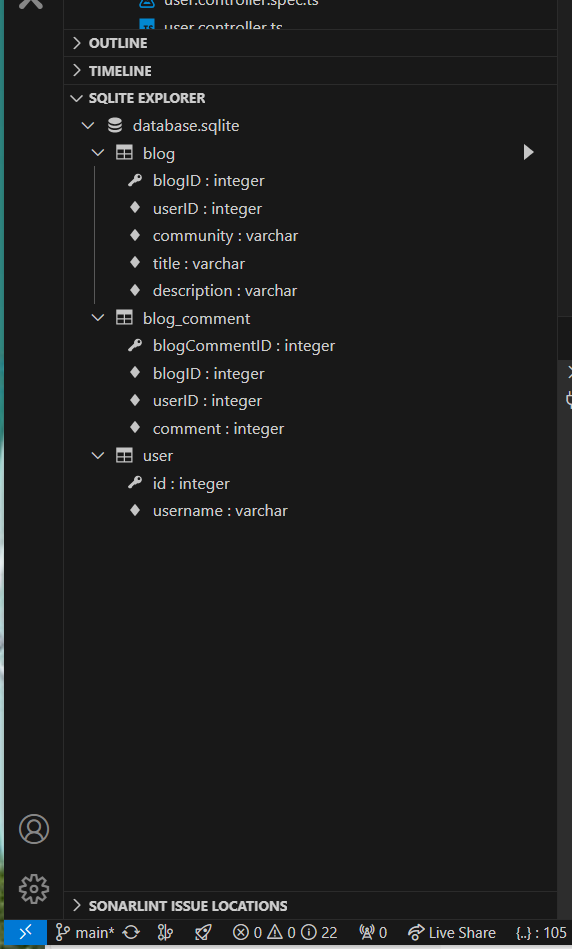 user.controller.spec.ts
TS user.controller.ts
OUTLINE
TIMELINE
SQLITE EXPLORER
database.sqlite
blog
blogID : integer
userID : integer
community : varchar
title : varchar
description : varchar
blog_comment
blogCommentID : integer
blogID : integer
userID : integer
comment : integer
user
id : integer
username : varchar
SONARLINT ISSUE LOCATIONS
main* 0 0 22 0 Live Share {..} : 105